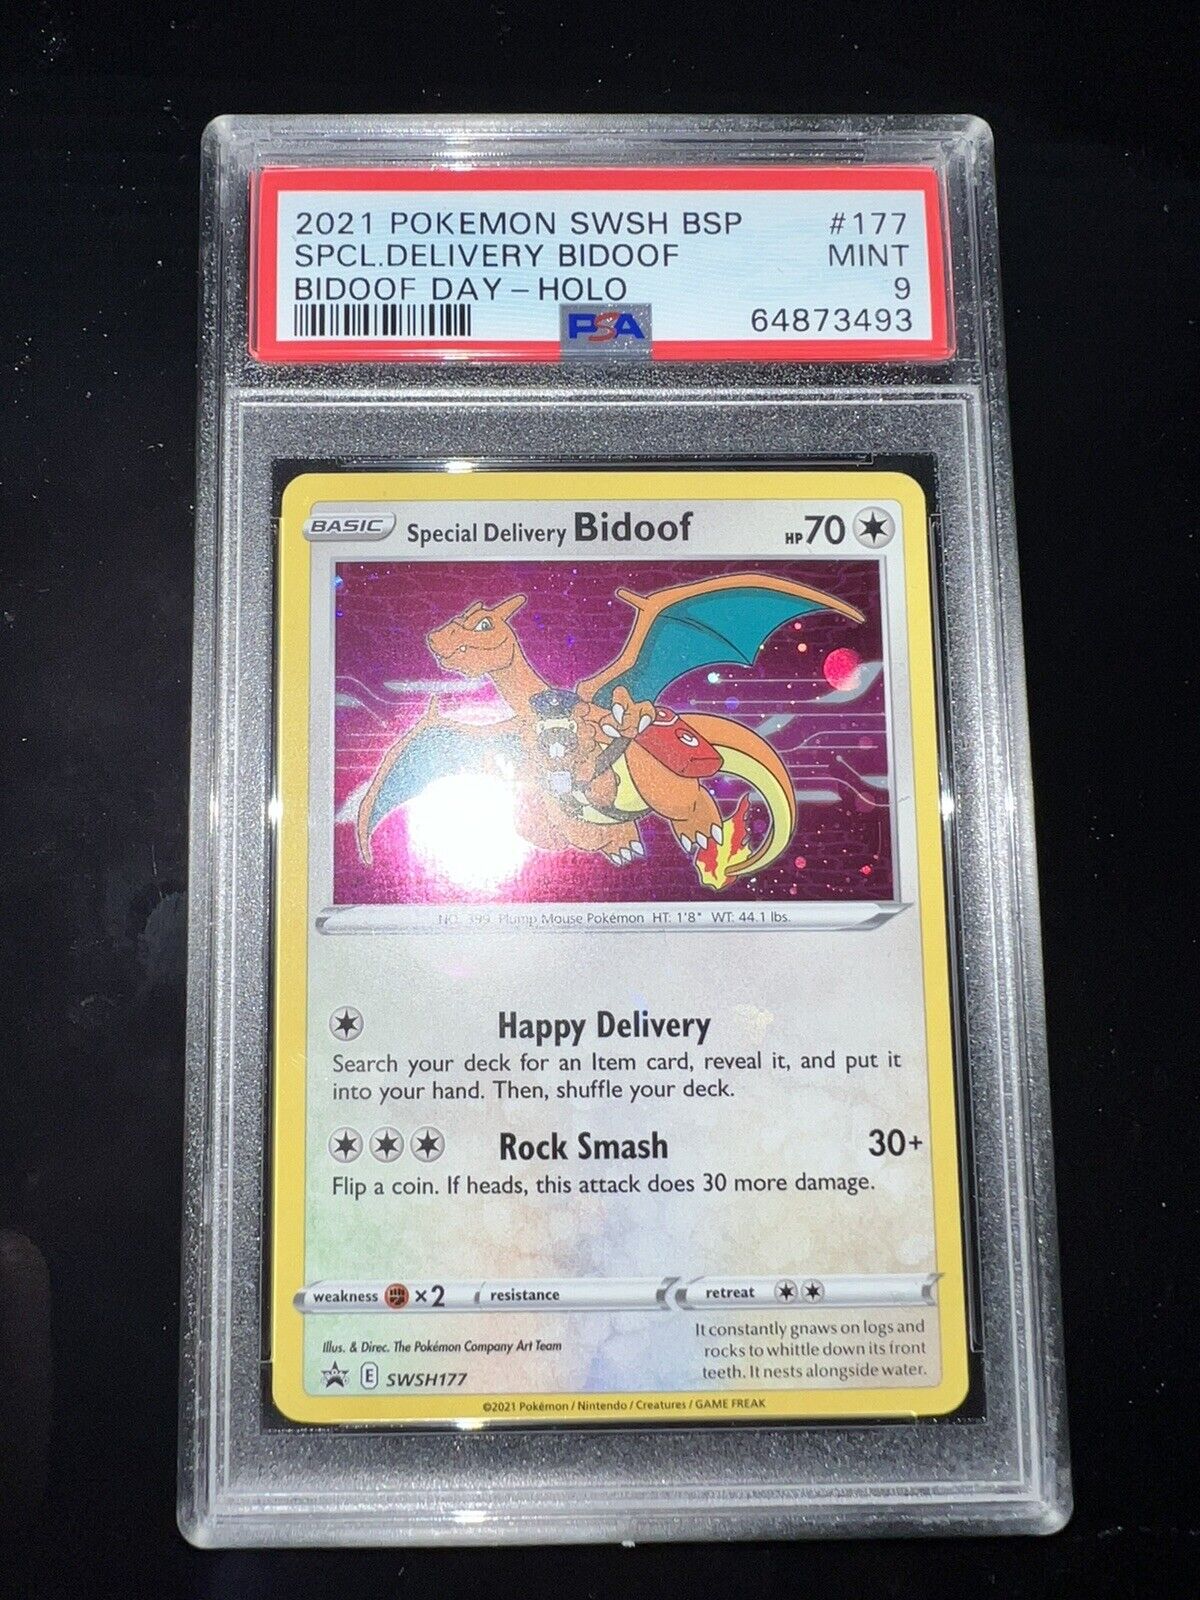 2021 POKEMON SWSH BSP #177
SPCL.DELIVERY BIDOOF MINT
BIDOOF DAY - HOLO 9
PSA 64873493
BASIC Special Delivery Bidoof HP 70
NO. 399 Plump Mouse Pokémon HT: 1'8" WT: 44.1 lbs.
Happy Delivery
Search your deck for an Item card, reveal it, and put it
into your hand. Then, shuffle your deck.
Rock Smash 30+
Flip a coin. If heads, this attack does 30 more damage.
weakness ×2 resistance retreat
It constantly gnaws on logs and
rocks to whittle down its front
teeth. It nests alongside water.
Illus. & Direc. The Pokémon Company Art Team
E SWSH177
©2021 Pokémon / Nintendo / Creatures / GAME FREAK